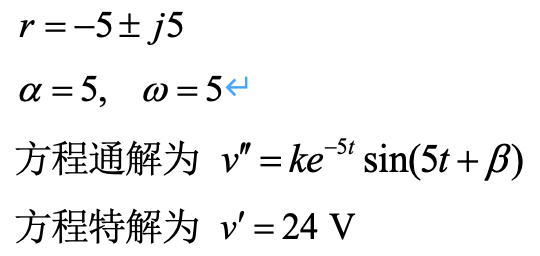 r = −5 ± j5
α = 5, ω = 5↵
方程通解为 v″ = ke⁻⁵ᵗ sin(5t + β)
方程特解为 v′ = 24 V